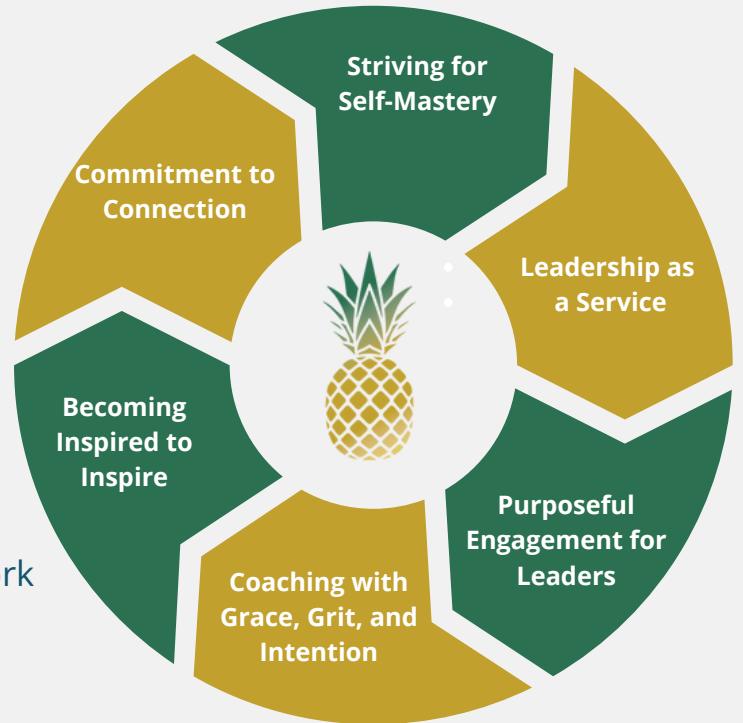 Striving for
Self-Mastery
Leadership as
a Service
Purposeful
Engagement for
Leaders
Coaching with
Grace, Grit, and
Intention
Becoming
Inspired to
Inspire
Commitment to
Connection
rk